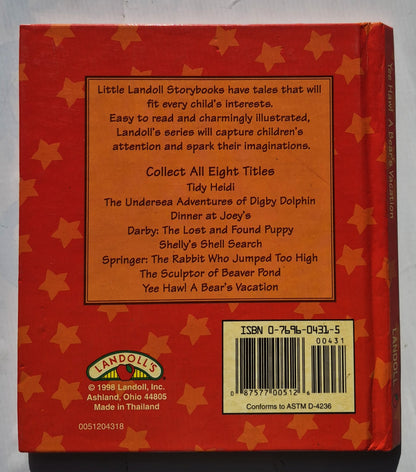 Little Landoll Storybooks have tales that will
fit every child's interests.
Easy to read and charmingly illustrated,
Landoll's series will capture children's
attention and spark their imaginations.
Collect All Eight Titles
Tidy Heidi
The Undersea Adventures of Digby Dolphin
Dinner at Joey's
Darby: The Lost and Found Puppy
Shelly's Shell Search
Springer: The Rabbit Who Jumped Too High
The Sculptor of Beaver Pond
Yee Haw! A Bear's Vacation
LANDOLL'S
© 1998 Landoll, Inc.
Ashland, Ohio 44805
Made in Thailand
0051204318
ISBN 0-7696-0431-5
00431
0 87577 00512 6
Conforms to ASTM D-4236
Yee Haw! A Bear's Vacation
LANDOLL